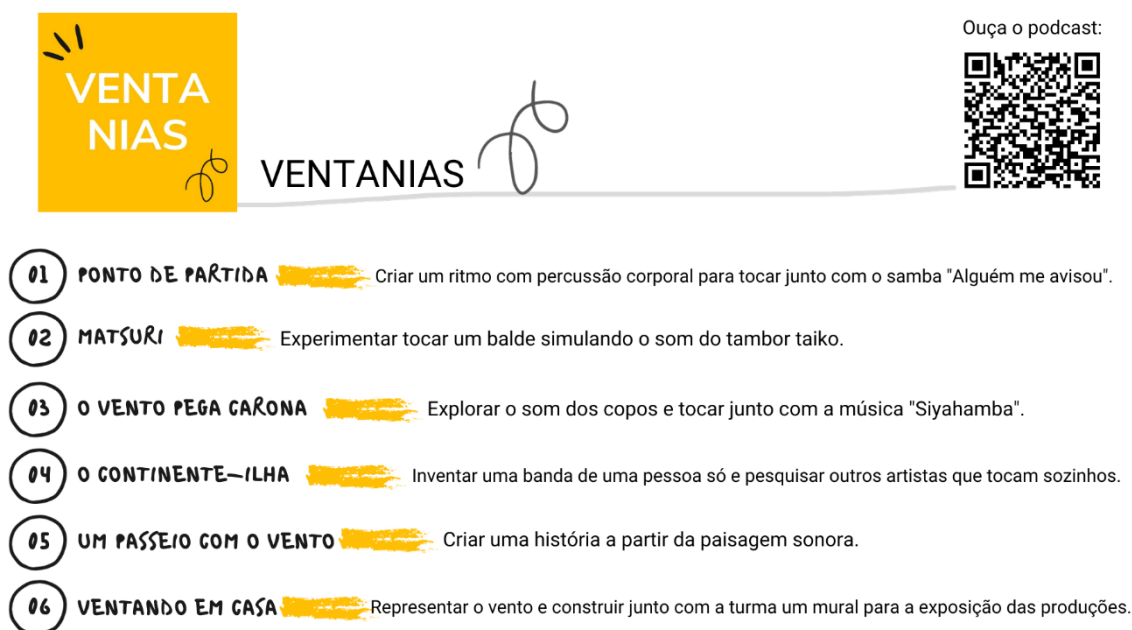 VENTA
NIAS
VENTANIAS
Ouça o podcast:
01 PONTO DE PARTIDA Criar um ritmo com percussão corporal para tocar junto com o samba "Alguém me avisou".
02 MATSURI Experimentar tocar um balde simulando o som do tambor taiko.
03 O VENTO PEGA CARONA Explorar o som dos copos e tocar junto com a música "Siyahamba".
04 O CONTINENTE-ILHA Inventar uma banda de uma pessoa só e pesquisar outros artistas que tocam sozinhos.
05 UM PASSEIO COM O VENTO Criar uma história a partir da paisagem sonora.
06 VENTANDO EM CASA Representar o vento e construir junto com a turma um mural para a exposição das produções.